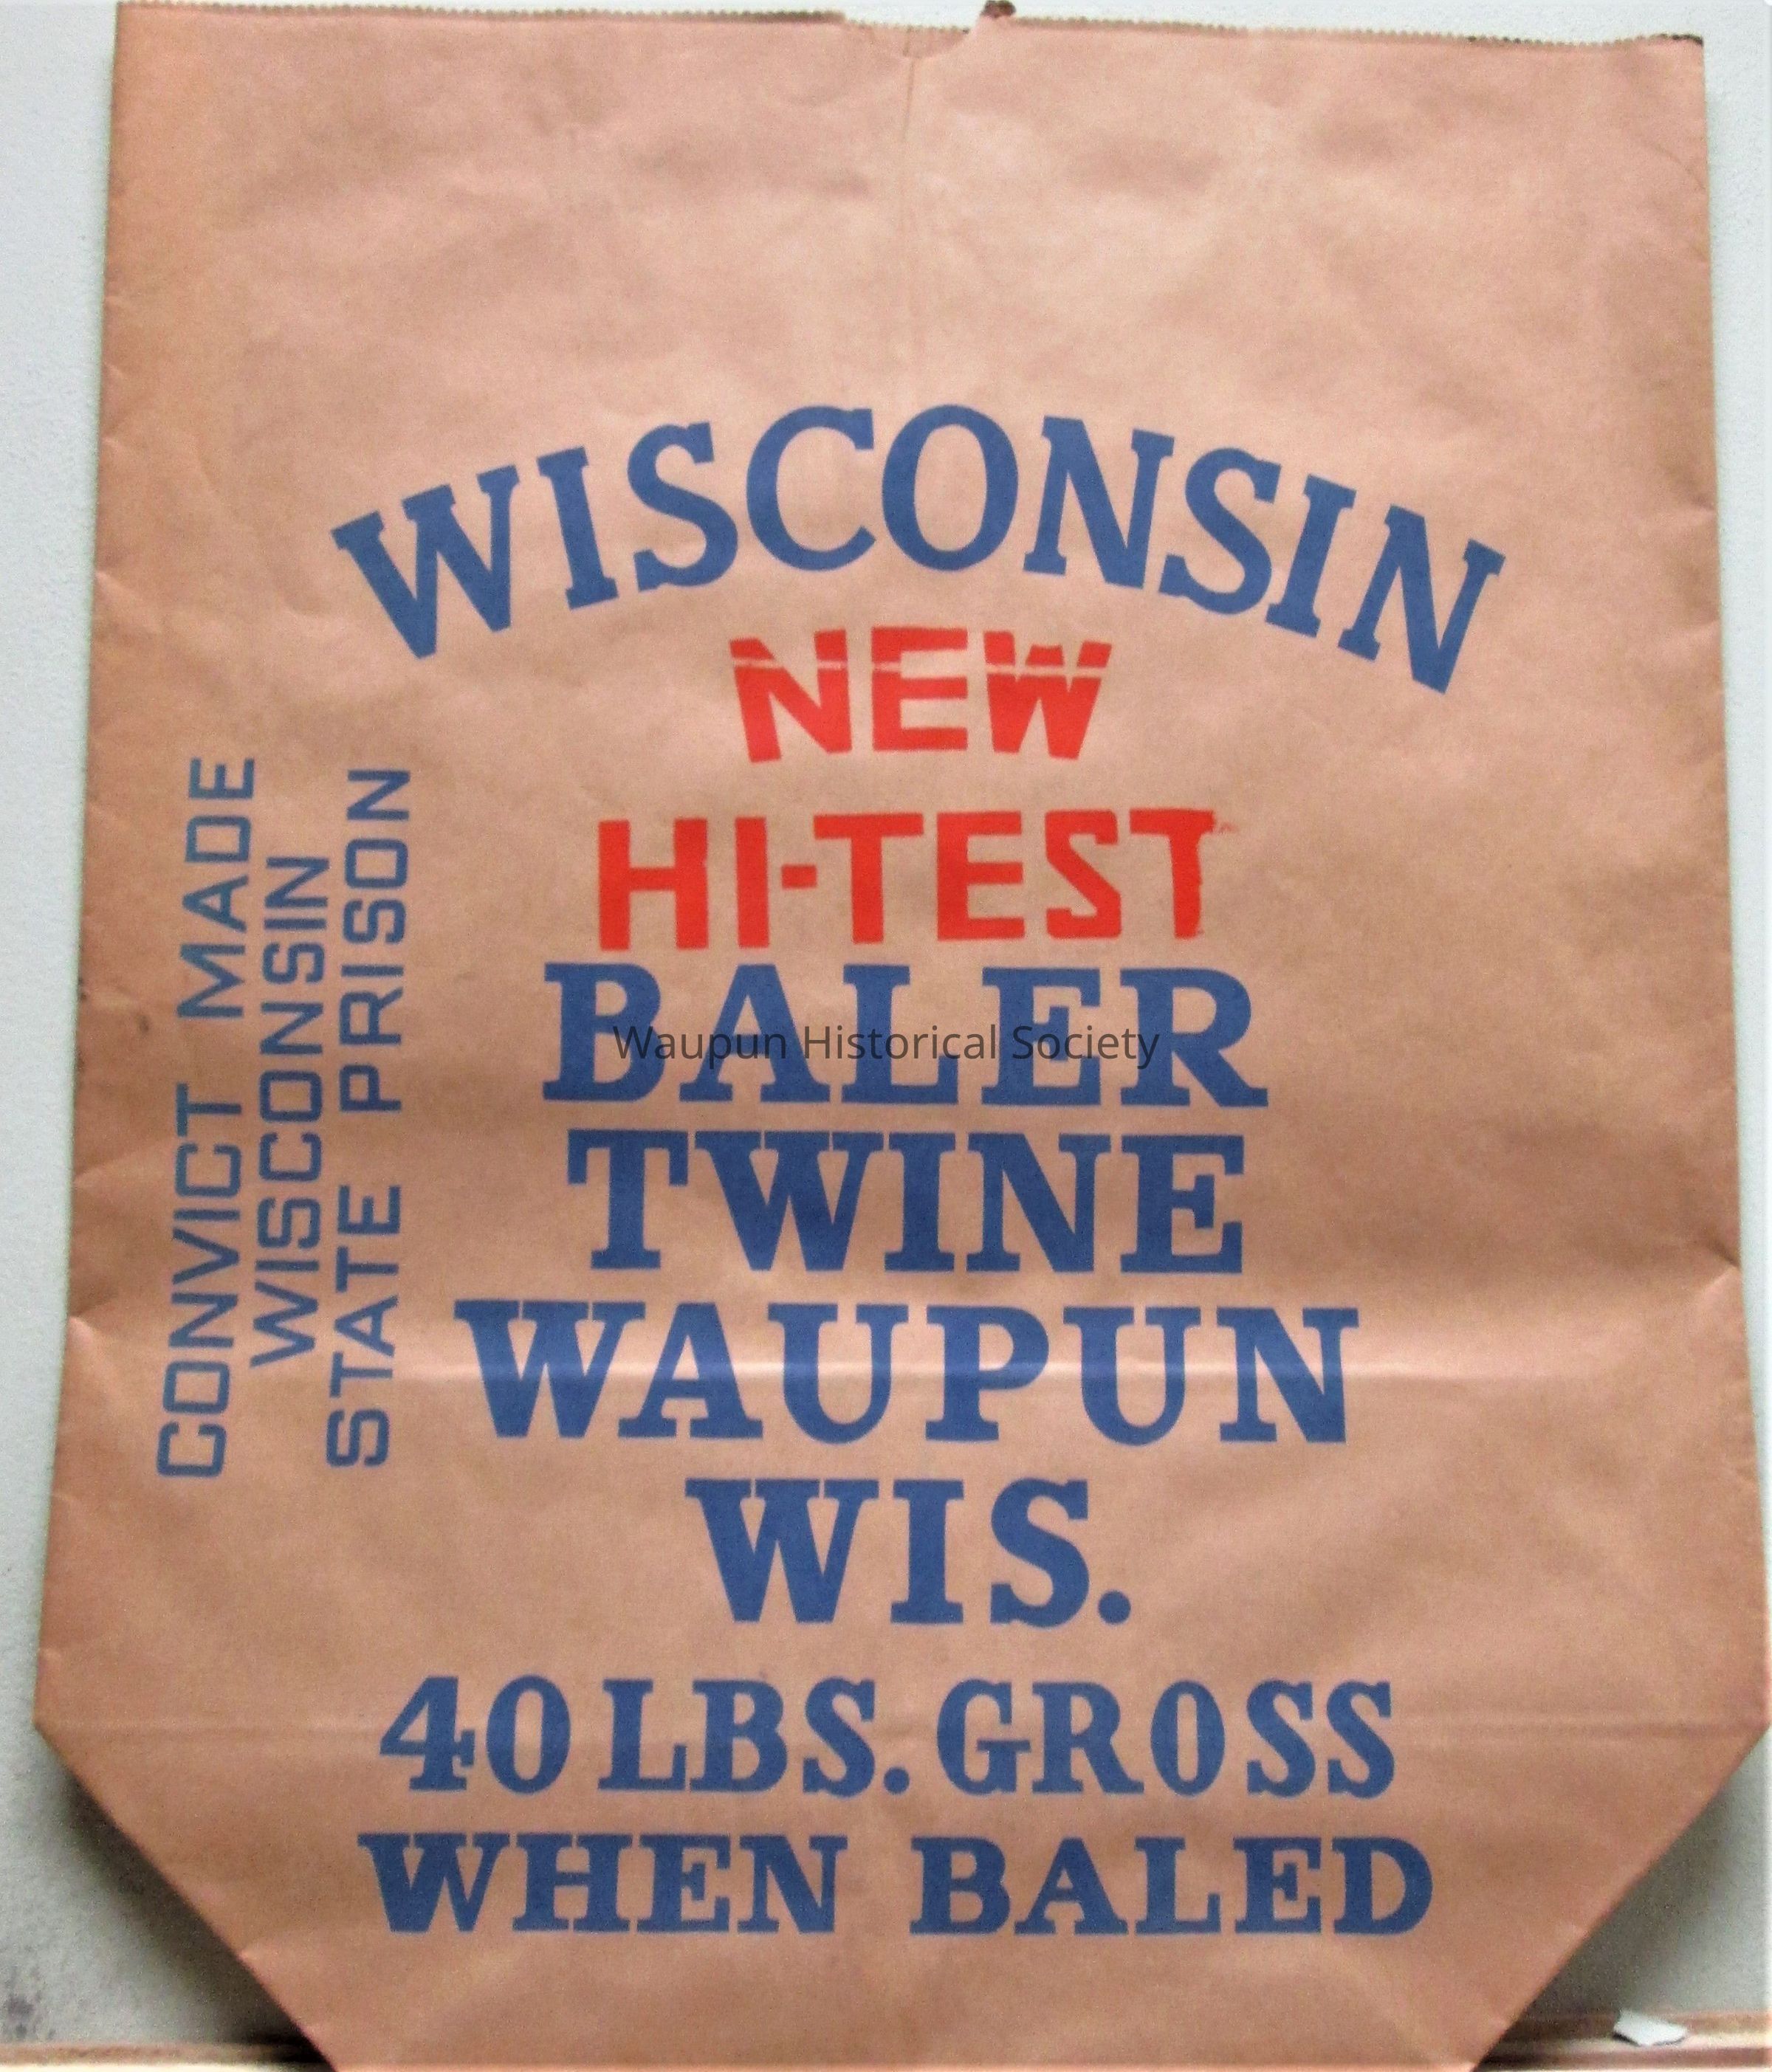 WISCONSIN
NEW
HI-TEST
BALER
TWINE
WAUPUN
WIS.
40 LBS. GROSS
WHEN BALED
CONVICT MADE
WISCONSIN
STATE PRISON
Waupun Historical Society